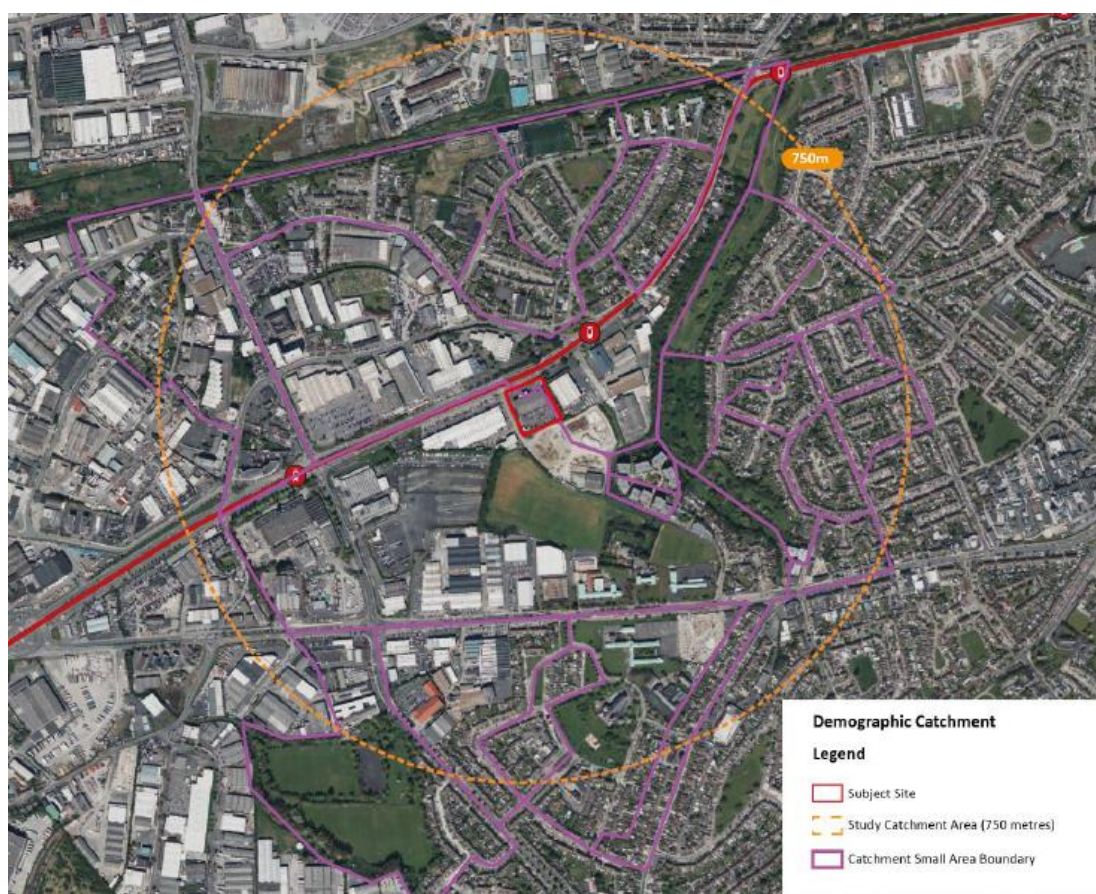 750m
Demographic Catchment
Legend
Subject Site
Study Catchment Area (750 metres)
Catchment Small Area Boundary